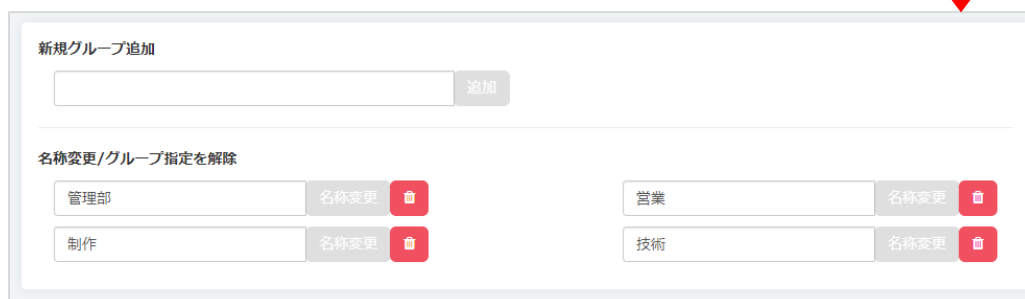 新規グループ追加
追加
名称変更/グループ指定を解除
管理部 名称変更 営業 名称変更
制作 名称変更 技術 名称変更